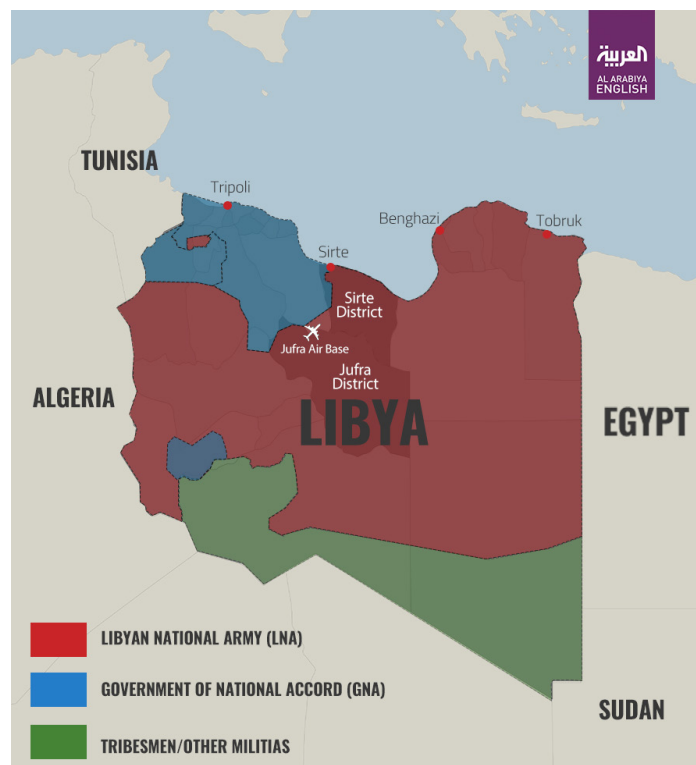 العربية
AL ARABIYA
ENGLISH
TUNISIA
Tripoli
Benghazi
Tobruk
Sirte
Sirte
District
Jufra Air Base
Jufra
District
ALGERIA
LIBYA
EGYPT
LIBYAN NATIONAL ARMY (LNA)
GOVERNMENT OF NATIONAL ACCORD (GNA)
SUDAN
TRIBESMEN/OTHER MILITIAS